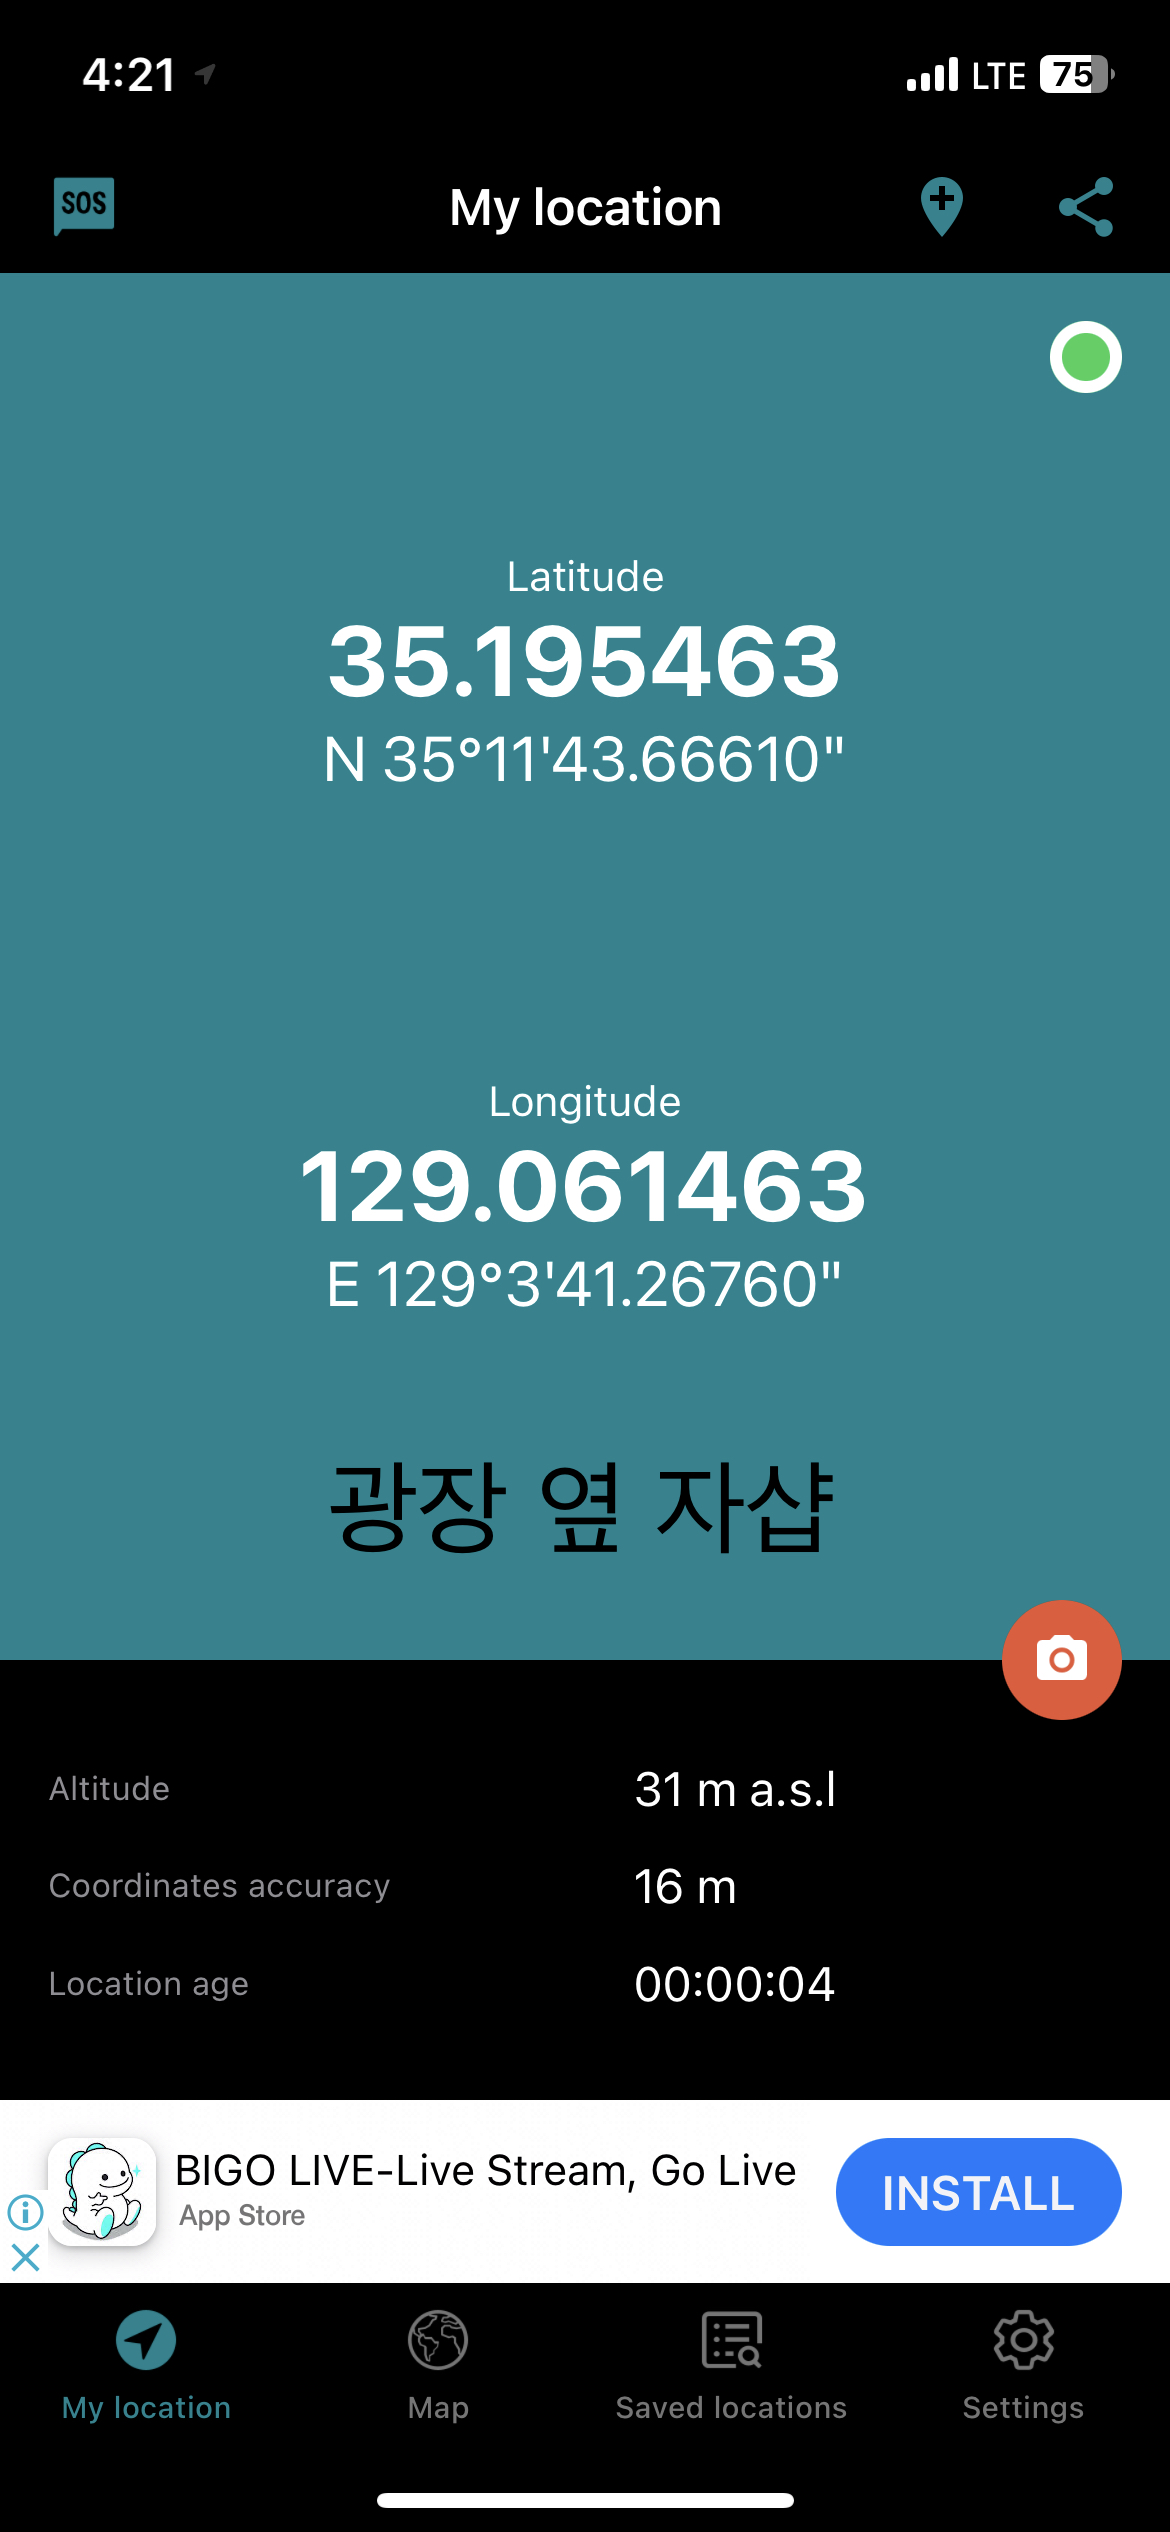 4:21
LTE 75
SOS
My location
Latitude
35.195463
N 35°11'43.66610"
Longitude
129.061463
E 129°3'41.26760"
광장 옆 자샵
Altitude 31 m a.s.l
Coordinates accuracy 16 m
Location age 00:00:04
BIGO LIVE-Live Stream, Go Live
App Store
INSTALL
My location Map Saved locations Settings